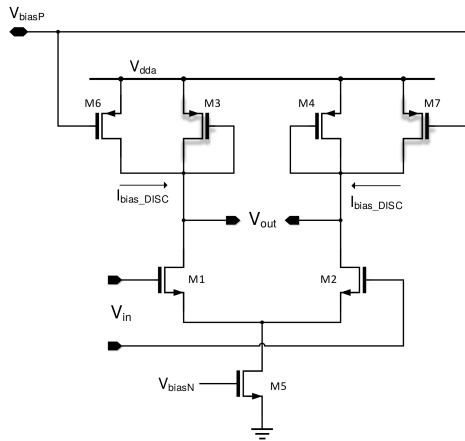 VbiasP
Vdda
M6
M3
M4
M7
Ibias_DISC
Ibias_DISC
Vout
M1
M2
Vin
VbiasN
M5